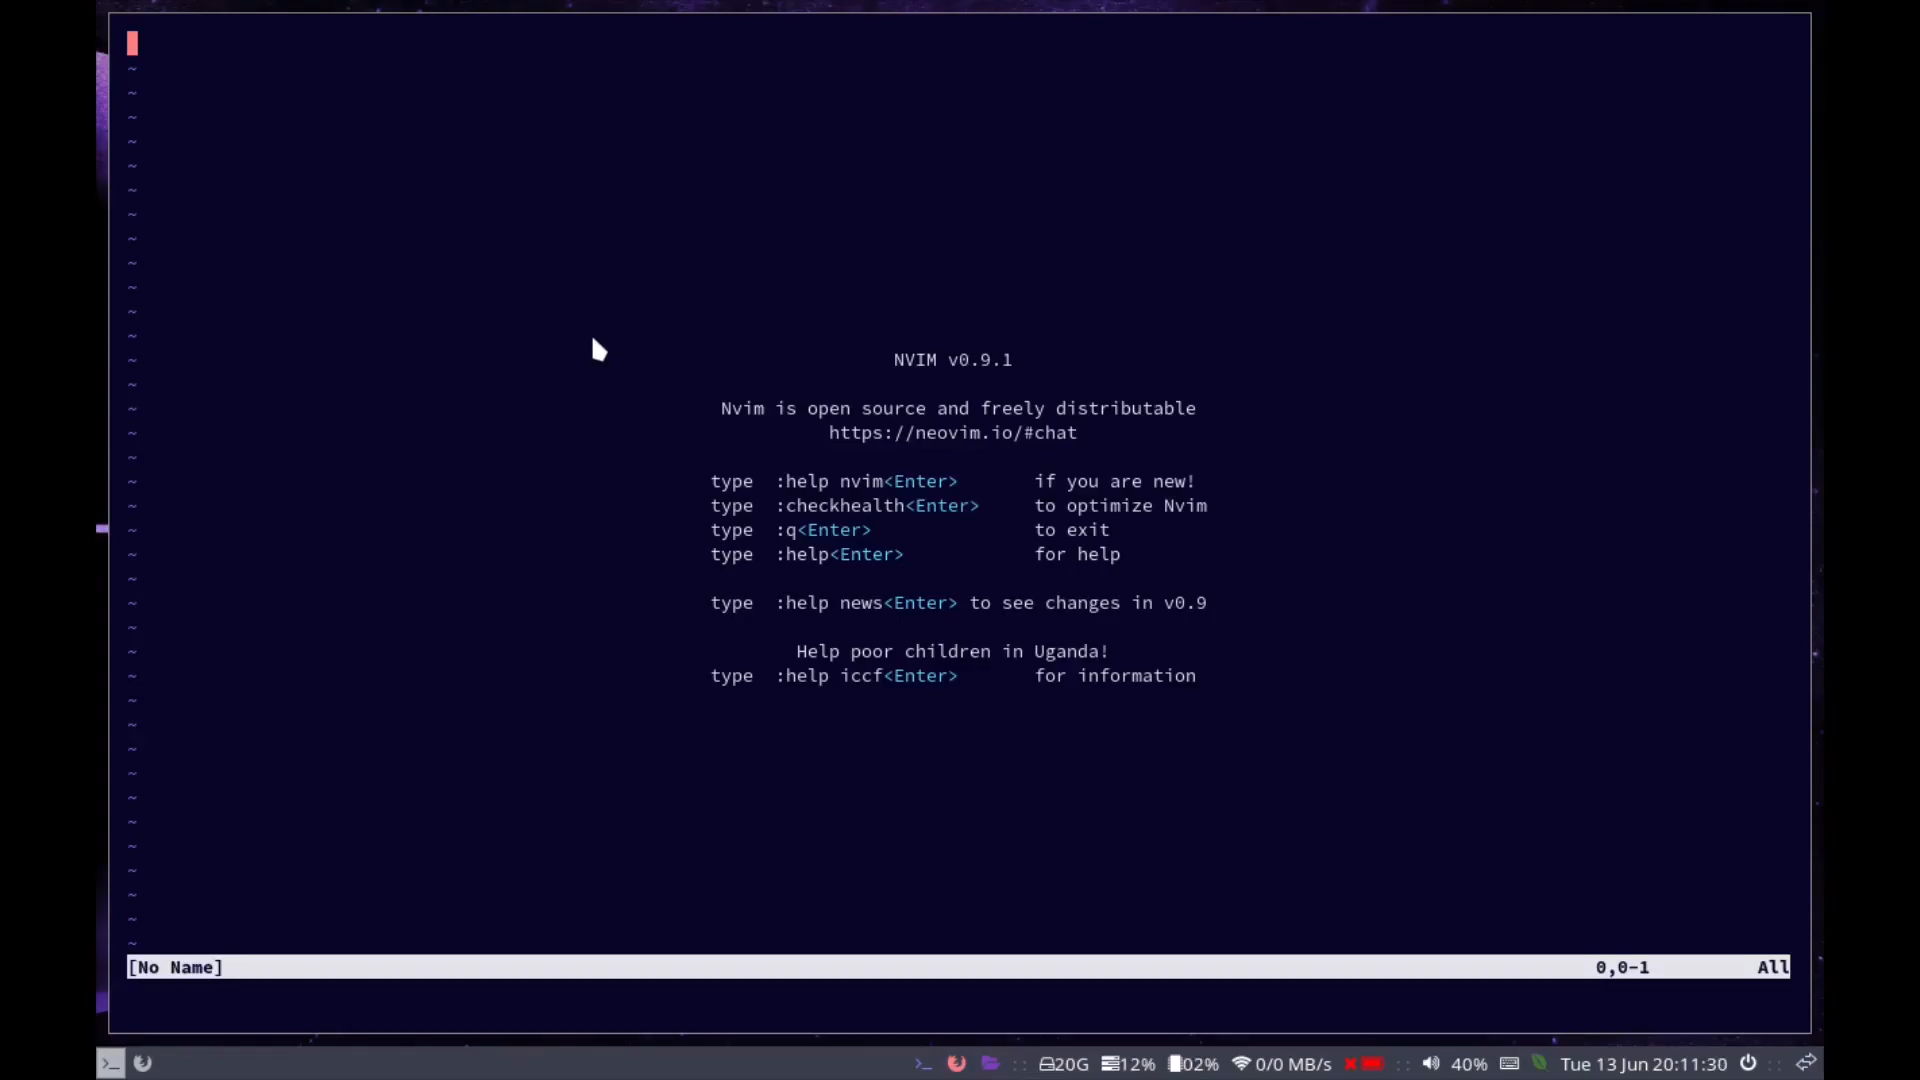 NVIM v0.9.1
Nvim is open source and freely distributable
https://neovim.io/#chat
type :help nvim<Enter> if you are new!
type :checkhealth<Enter> to optimize Nvim
type :q<Enter> to exit
type :help<Enter> for help
type :help news<Enter> to see changes in v0.9
Help poor children in Uganda!
type :help iccf<Enter> for information
[No Name] 0,0-1 All
20G 12% 02% 0/0 MB/s 40% Tue 13 Jun 20:11:30